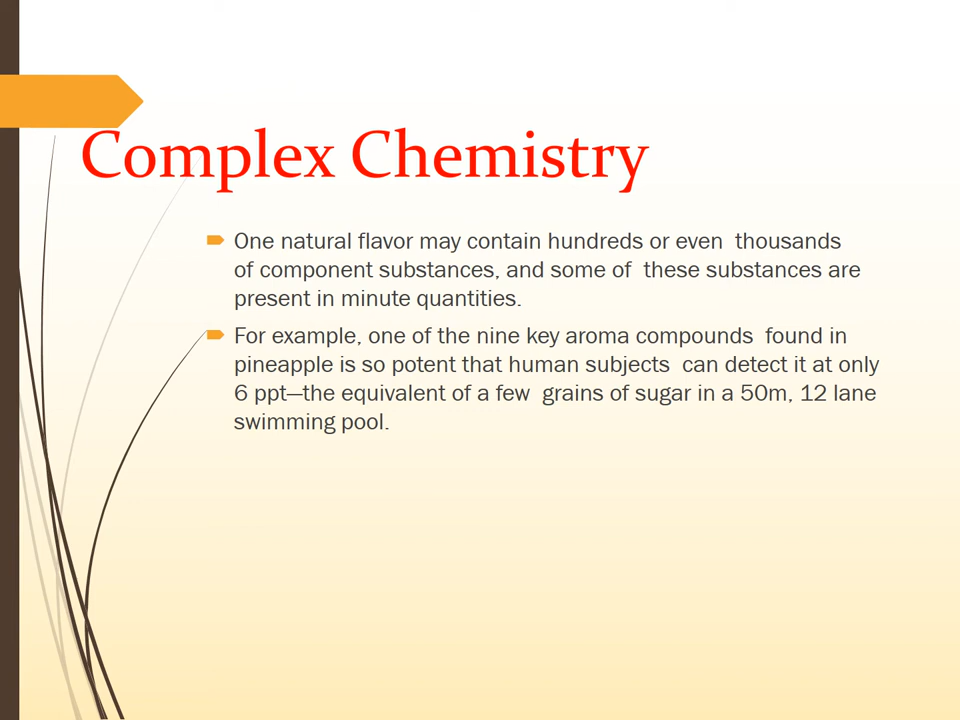 Complex Chemistry
One natural flavor may contain hundreds or even thousands
of component substances, and some of these substances are
present in minute quantities.
For example, one of the nine key aroma compounds found in
pineapple is so potent that human subjects can detect it at only
6 ppt—the equivalent of a few grains of sugar in a 50m, 12 lane
swimming pool.